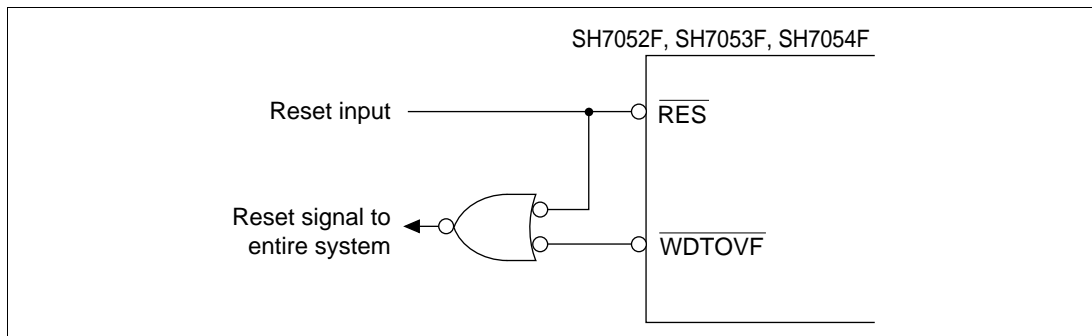 SH7052F, SH7053F, SH7054F
Reset input
RES
Reset signal to
entire system
WDTOVF